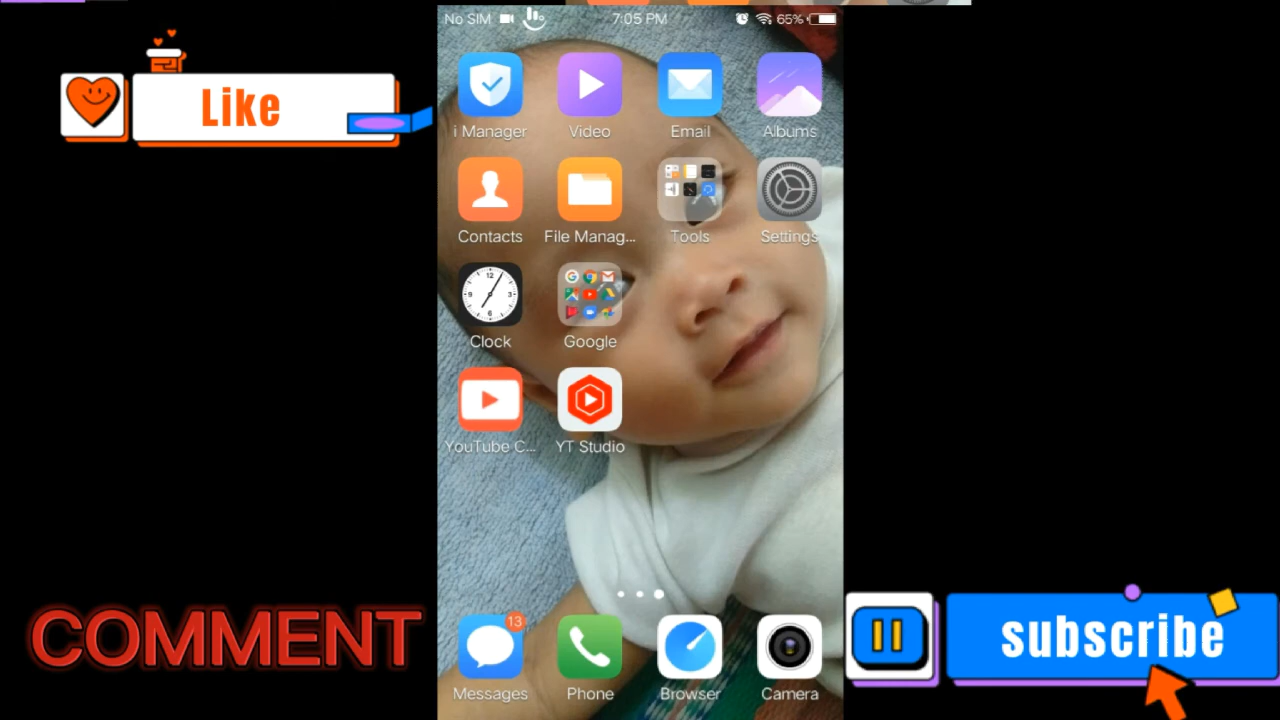 No SIM 7:05 PM 65%
Like
i Manager Video Email Albums
Contacts File Manag... Tools Settings
Clock Google
YouTube C... YT Studio
COMMENT
subscribe
13
Messages Phone Browser Camera